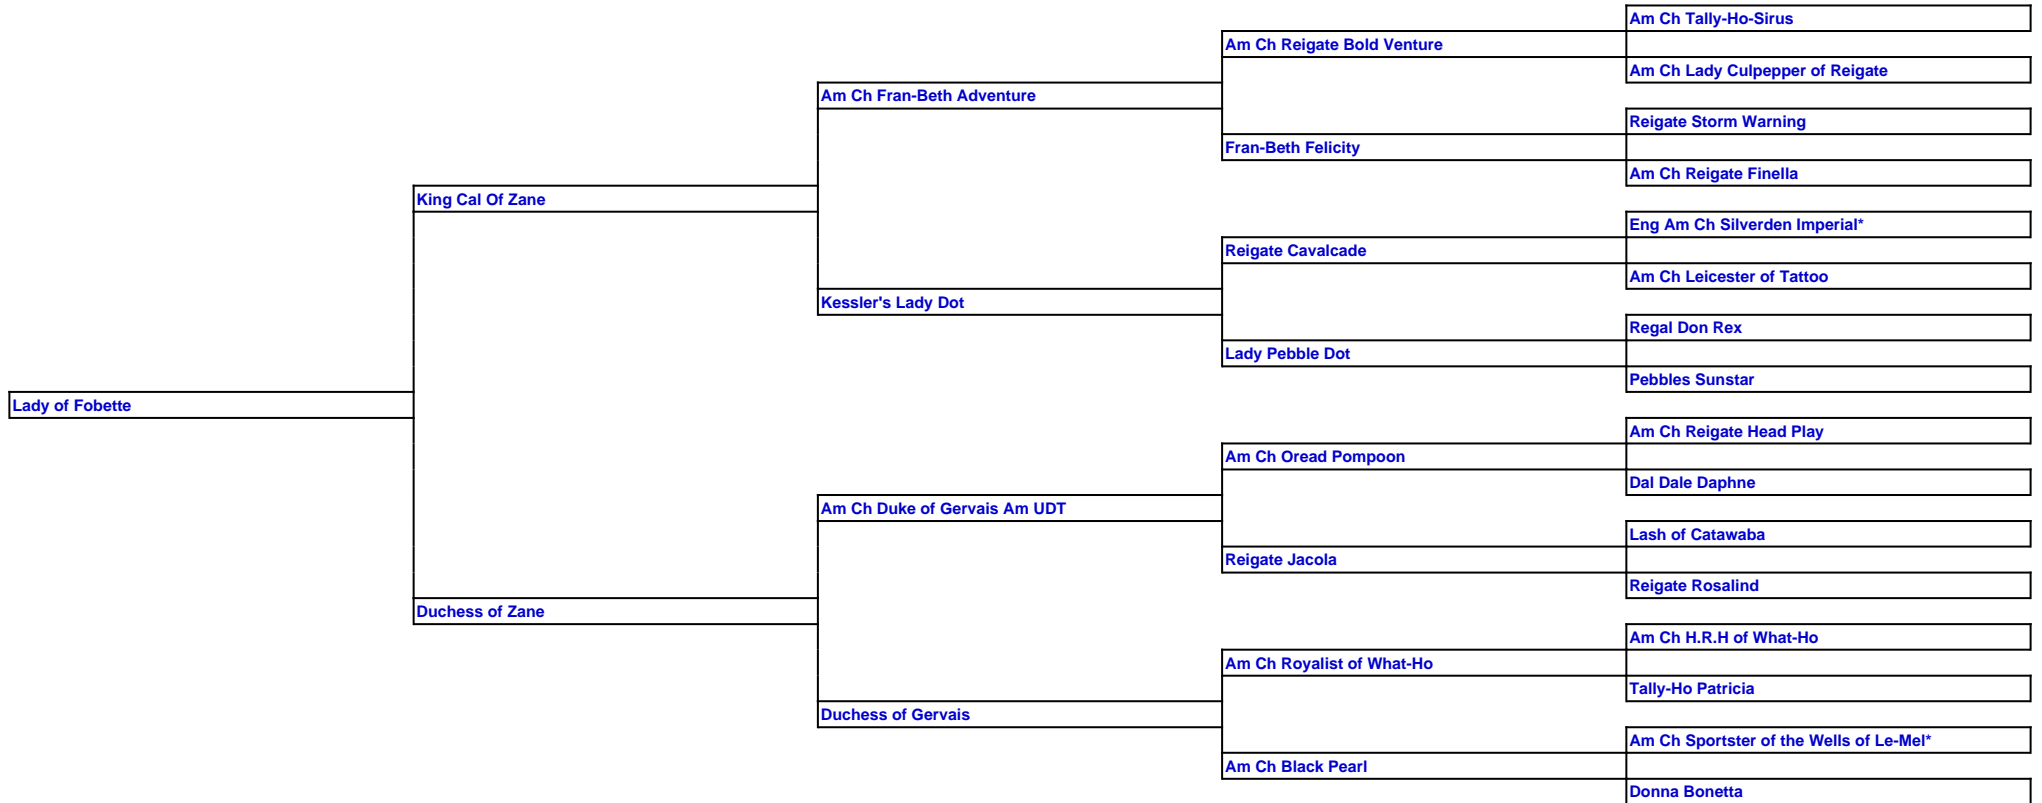 Am Ch Tally-Ho-Sirus
Am Ch Reigate Bold Venture
Am Ch Lady Culpepper of Reigate
Am Ch Fran-Beth Adventure
Reigate Storm Warning
Fran-Beth Felicity
Am Ch Reigate Finella
King Cal Of Zane
Eng Am Ch Silverden Imperial*
Reigate Cavalcade
Am Ch Leicester of Tattoo
Kessler's Lady Dot
Regal Don Rex
Lady Pebble Dot
Pebbles Sunstar
Lady of Fobette
Am Ch Reigate Head Play
Am Ch Oread Pompoon
Dal Dale Daphne
Am Ch Duke of Gervais Am UDT
Lash of Catawaba
Reigate Jacola
Reigate Rosalind
Duchess of Zane
Am Ch H.R.H of What-Ho
Am Ch Royalist of What-Ho
Tally-Ho Patricia
Duchess of Gervais
Am Ch Sportster of the Wells of Le-Mel*
Am Ch Black Pearl
Donna Bonetta